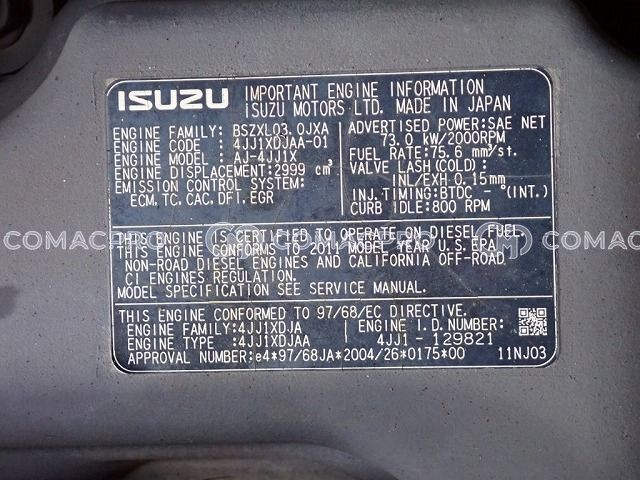 ISUZU IMPORTANT ENGINE INFORMATION
ISUZU MOTORS LTD. MADE IN JAPAN
ENGINE FAMILY: BSZXL03.0JXA
ENGINE CODE: 4JJ1XDJAA-01
ENGINE MODEL: AJ-4JJ1X
ENGINE DISPLACEMENT:2999 cm³
EMISSION CONTROL SYSTEM:
ECM,TC,CAC,DFT,EGR
ADVERTISED POWER:SAE NET
73.0 kW/2000RPM
FUEL RATE:75.6 mm³/st.
VALVE LASH(COLD):
INL/EXH 0.15mm
INJ.TIMING:BTDC - °(INT)
CURB IDLE:800 RPM
THIS ENGINE IS CERTIFIED TO OPERATE ON DIESEL FUEL.
THIS ENGINE CONFORMS TO 2011 MODEL YEAR U.S.EPA
NON-ROAD DIESEL ENGINES AND CALIFORNIA OFF-ROAD
CI ENGINES REGULATION.
MODEL SPECIFICATION SEE SERVICE MANUAL.
COMACPRO COMACPRO COMAC
THIS ENGINE CONFORMED TO 97/68/EC DIRECTIVE.
ENGINE FAMILY:4JJ1XDJA
ENGINE TYPE:4JJ1XDJAA
ENGINE I.D.NUMBER:
4JJ1 - 129821
APPROVAL NUMBER:e4*97/68JA*2004/26*0175*00
11NJ03